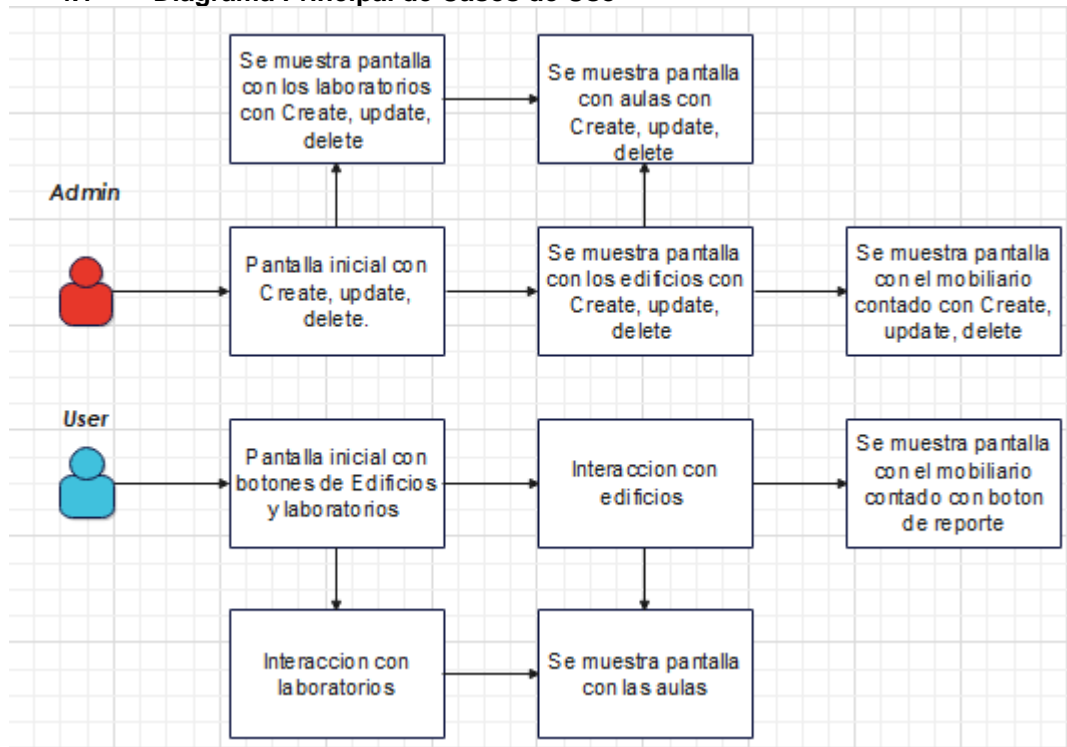 Diagrama Principal de Casos de Uso
Se muestra pantalla
con los laboratorios
con Create, update,
delete
Se muestra pantalla
con aulas con
Create, update,
delete
Admin
Pantalla inicial con
Create, update,
delete.
Se muestra pantalla
con los edificios con
Create, update,
delete
Se muestra pantalla
con el mobiliario
contado con Create,
update, delete
User
Pantalla inicial con
botones de Edificios
y laboratorios
Interaccion con
edificios
Se muestra pantalla
con el mobiliario
contado con boton
de reporte
Interaccion con
laboratorios
Se muestra pantalla
con las aulas